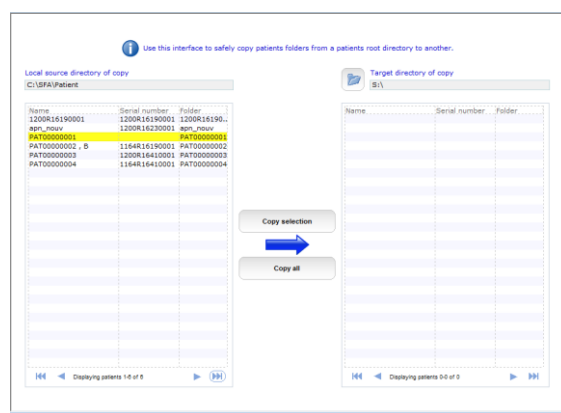 Use this interface to safely copy patients folders from a patients root directory to another.
Local source directory of copy
C:\SFA\Patient
Target directory of copy
S:\
Name Serial number Folder
1200R16190001 1200R16190001 1200R16190..
apn_nouv 1200R16230001 apn_nouv
PAT00000001 PAT00000001
PAT00000002 , B 1164R16190001 PAT00000002
PAT00000003 1200R16410001 PAT00000003
PAT00000004 1164R16410001 PAT00000004
Name Serial number Folder
Copy selection
Copy all
Displaying patients 1-6 of 6
Displaying patients 0-0 of 0